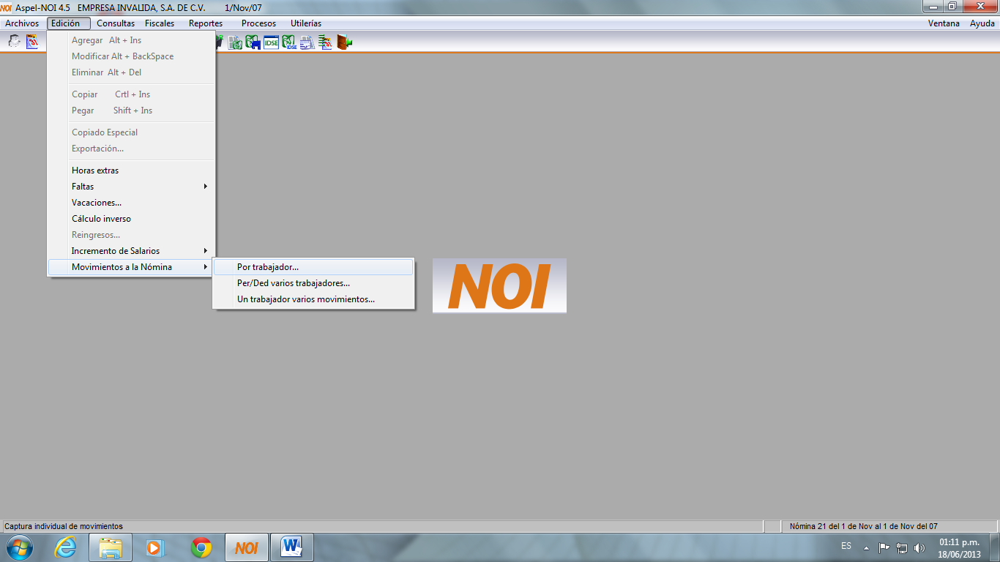 NOI Aspel-NOI 4.5 EMPRESA INVALIDA, S.A. DE C.V. 1/Nov/07
Archivos Edición Consultas Fiscales Reportes Procesos Utilerías Ventana Ayuda
IDSE IDSE
Agregar Alt + Ins
Modificar Alt + BackSpace
Eliminar Alt + Del
Copiar Crtl + Ins
Pegar Shift + Ins
Copiado Especial
Exportación...
Horas extras
Faltas
Vacaciones...
Cálculo inverso
Reingresos...
Incremento de Salarios
Movimientos a la Nómina
Por trabajador...
Per/Ded varios trabajadores...
Un trabajador varios movimientos...
NOI
Captura individual de movimientos
Nómina 21 del 1 de Nov al 1 de Nov del 07
NOI W ES 01:11 p.m.
18/06/2013